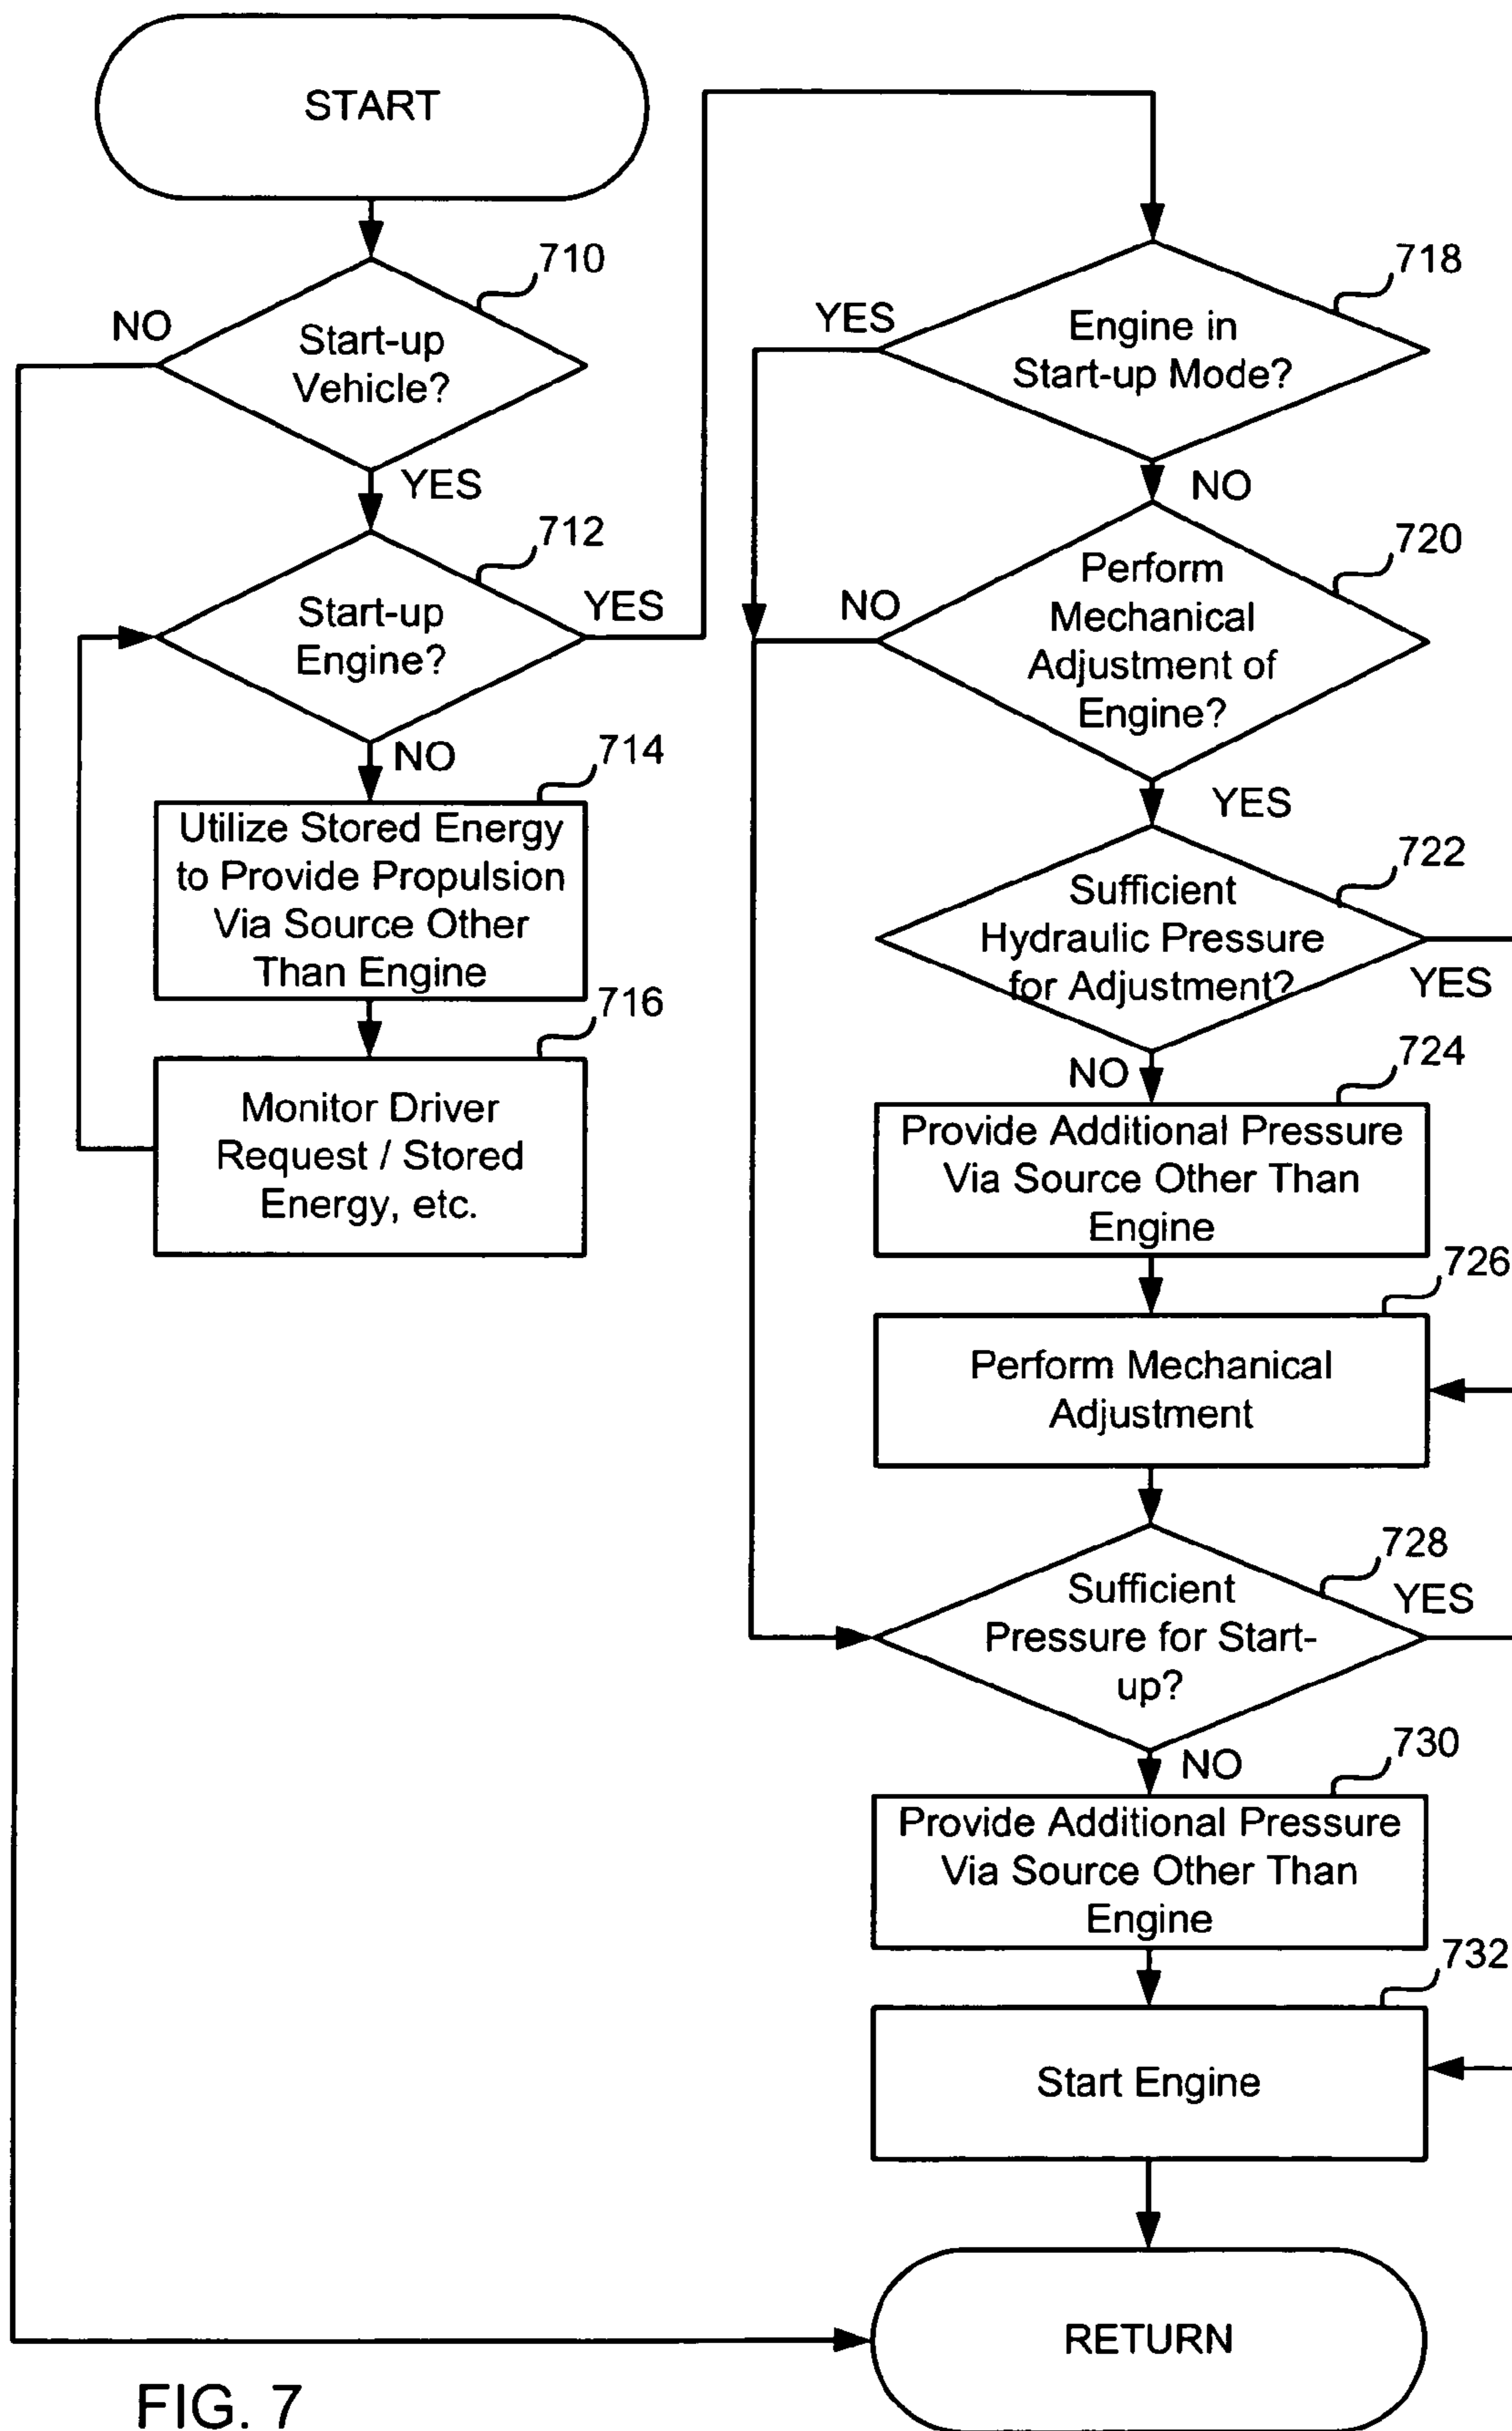 START
710
NO
Start-up
Vehicle?
YES
712
Start-up
Engine?
YES
NO
714
Utilize Stored Energy
to Provide Propulsion
Via Source Other
Than Engine
716
Monitor Driver
Request / Stored
Energy, etc.
718
YES
Engine in
Start-up Mode?
NO
720
NO
Perform
Mechanical
Adjustment of
Engine?
YES
722
Sufficient
Hydraulic Pressure
for Adjustment?
YES
NO
724
Provide Additional Pressure
Via Source Other Than
Engine
726
Perform Mechanical
Adjustment
728
YES
Sufficient
Pressure for Start-
up?
NO
730
Provide Additional Pressure
Via Source Other Than
Engine
732
Start Engine
RETURN
FIG. 7